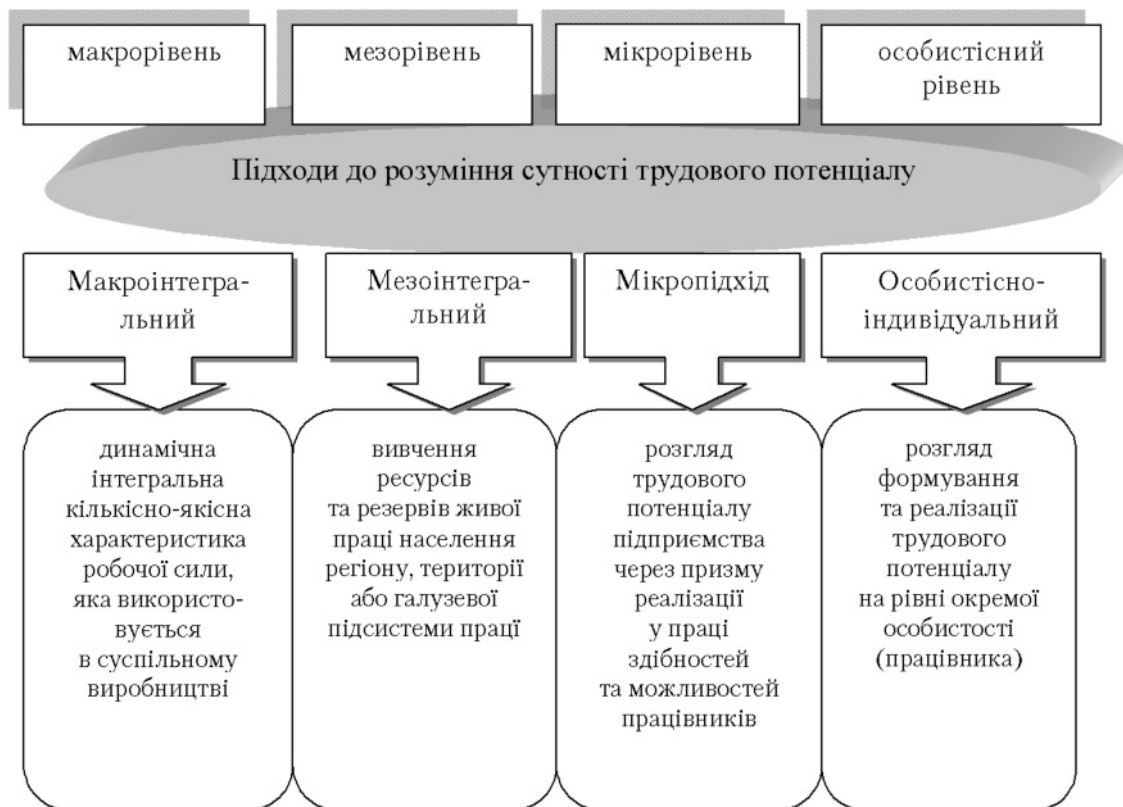 макрорівень
мезорівень
мікрорівень
особистісний
рівень
Підходи до розуміння сутності трудового потенціалу
Макроінтегра-
льний
Мезоінтегра-
льний
Мікропідхід
Особистісно-
індивідуальний
динамічна
інтегральна
кількісно-якісна
характеристика
робочої сили,
яка використо-
вується
в суспільному
виробництві
вивчення
ресурсів
та резервів живої
праці населення
регіону, території
або галузевої
підсистеми праці
розгляд
трудового
потенціалу
підприємства
через призму
реалізації
у праці
здібностей
та можливостей
працівників
розгляд
формування
та реалізації
трудового
потенціалу
на рівні окремої
особистості
(працівника)